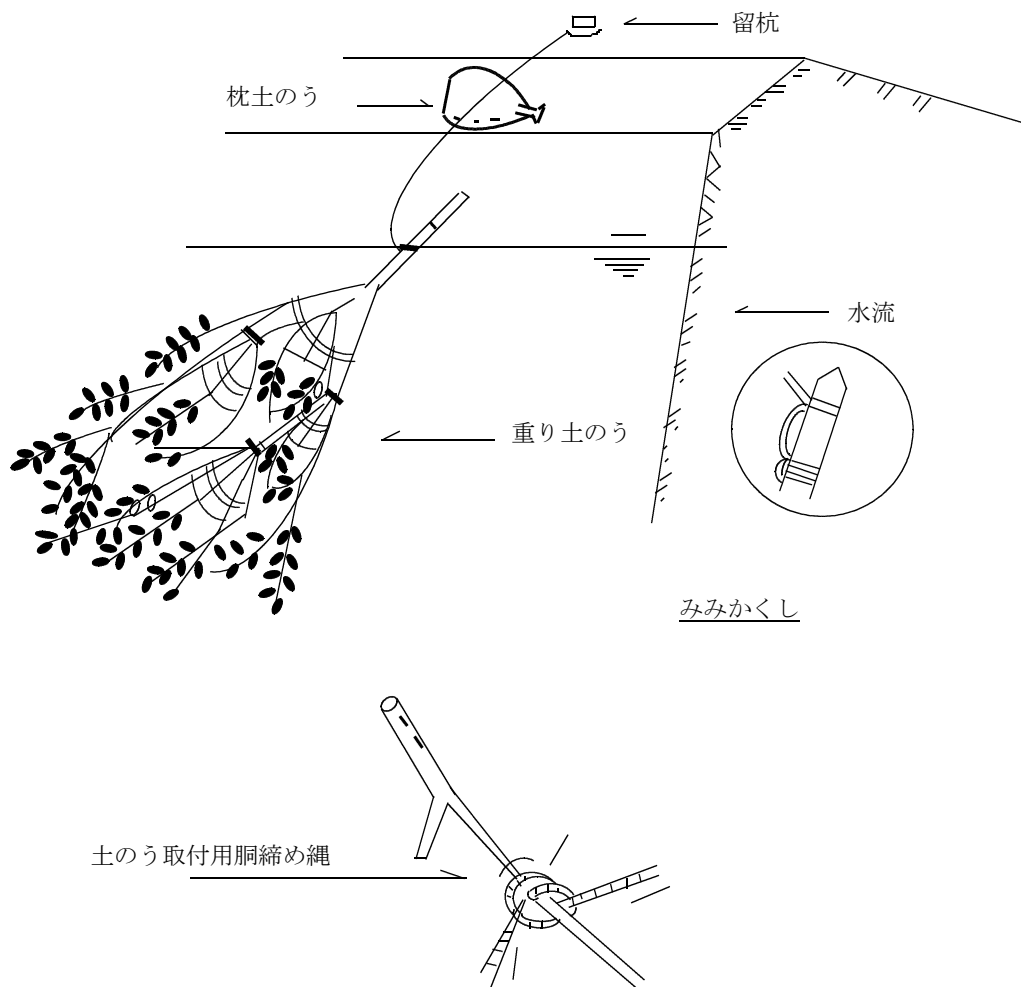 留杭
枕土のう
水流
重り土のう
みみかくし
土のう取付用胴締め縄